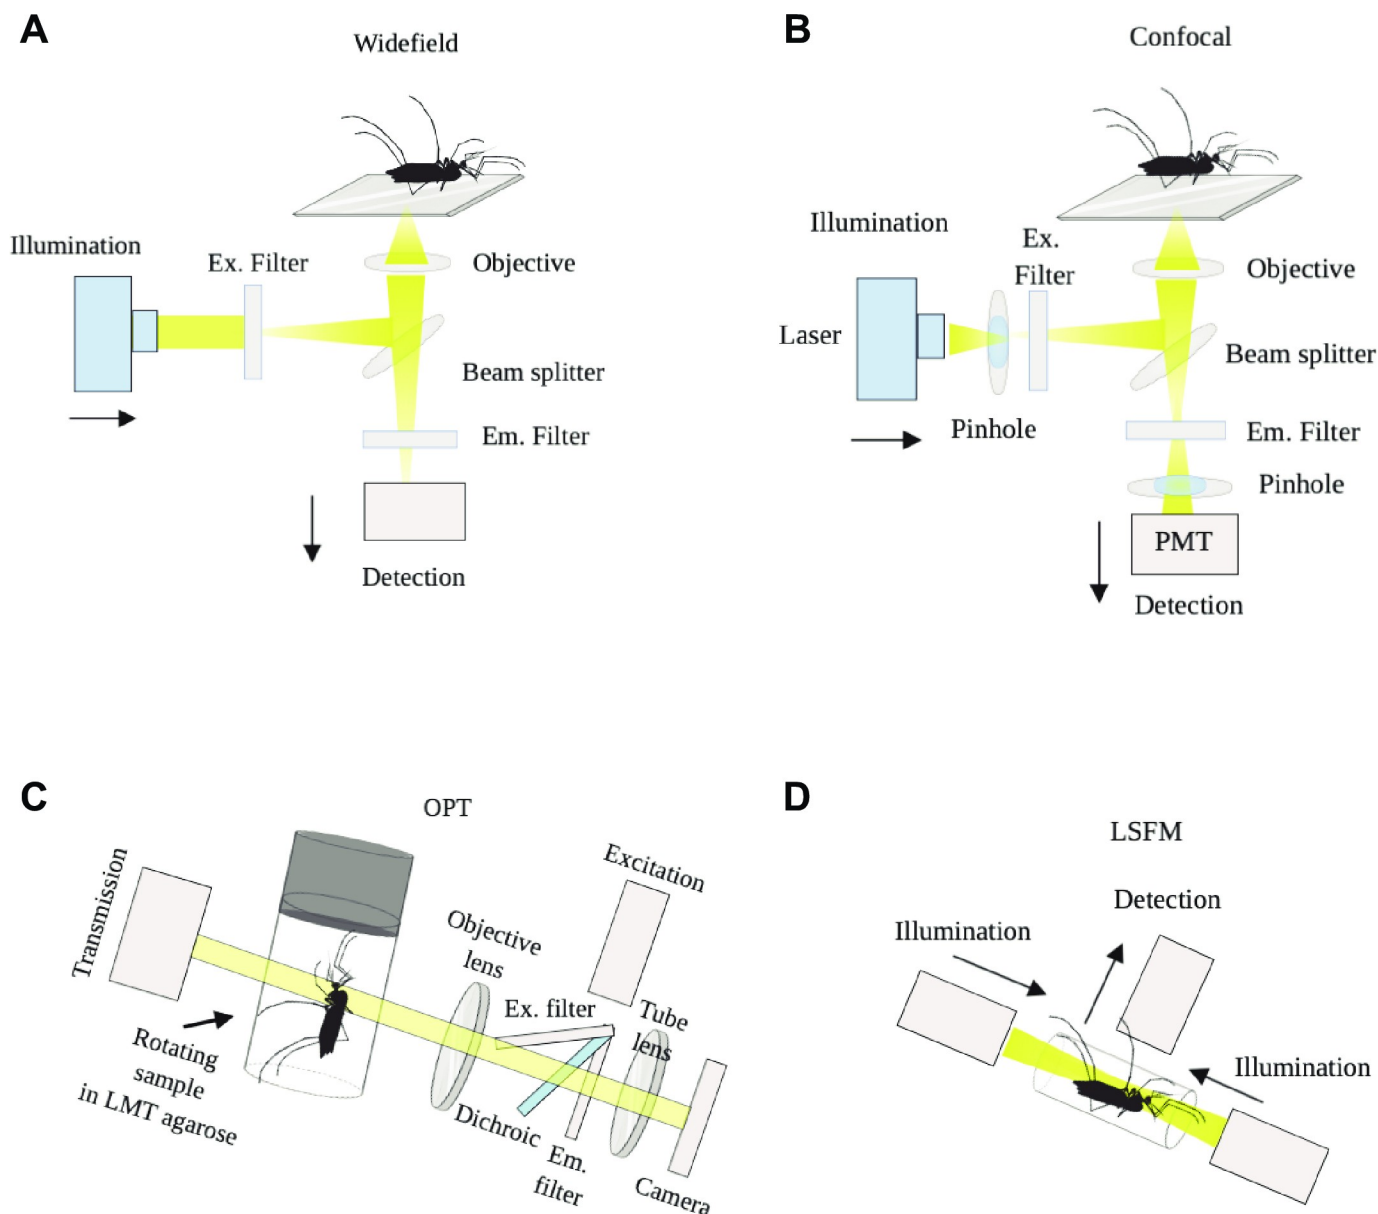 A
Widefield
Illumination
Ex. Filter
Objective
Beam splitter
Em. Filter
Detection
B
Confocal
Illumination
Ex.
Filter
Objective
Laser
Beam splitter
Pinhole
Em. Filter
Pinhole
PMT
Detection
C
OPT
Transmission
Excitation
Objective
lens
Ex. filter
Tube
lens
Rotating
sample
in LMT agarose
Dichroic
Em.
filter
Camera
D
LSFM
Detection
Illumination
Illumination